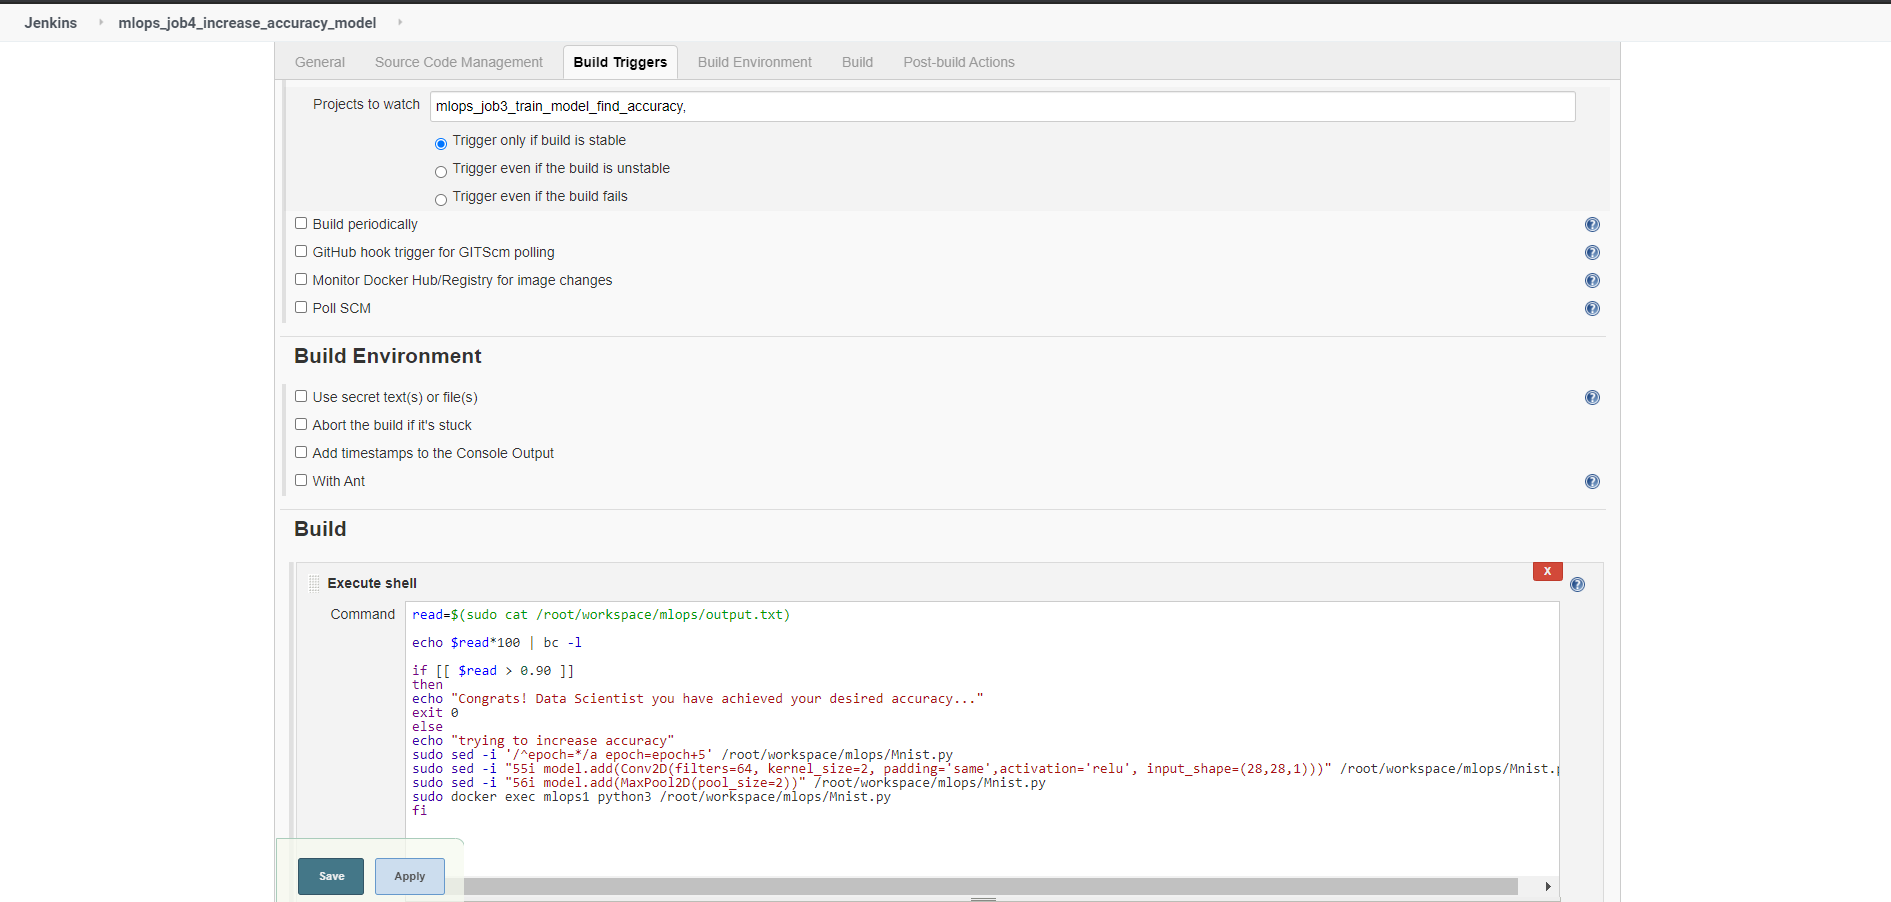 Jenkins mlops_job4_increase_accuracy_model
General Source Code Management Build Triggers Build Environment Build Post-build Actions
Projects to watch mlops_job3_train_model_find_accuracy,
Trigger only if build is stable
Trigger even if the build is unstable
Trigger even if the build fails
Build periodically
GitHub hook trigger for GITScm polling
Monitor Docker Hub/Registry for image changes
Poll SCM
Build Environment
Use secret text(s) or file(s)
Abort the build if it's stuck
Add timestamps to the Console Output
With Ant
Build
X
Execute shell
Command
read=$(sudo cat /root/workspace/mlops/output.txt)
echo $read*100 | bc -l
if [[ $read > 0.90 ]]
then
echo "Congrats! Data Scientist you have achieved your desired accuracy..."
exit 0
else
echo "trying to increase accuracy"
sudo sed -i '/^epoch=*/a epoch=epoch+5' /root/workspace/mlops/Mnist.py
sudo sed -i "55i model.add(Conv2D(filters=64, kernel_size=2, padding='same',activation='relu', input_shape=(28,28,1)))" /root/workspace/mlops/Mnist.p
sudo sed -i "56i model.add(MaxPool2D(pool_size=2))" /root/workspace/mlops/Mnist.py
sudo docker exec mlops1 python3 /root/workspace/mlops/Mnist.py
fi
Save Apply